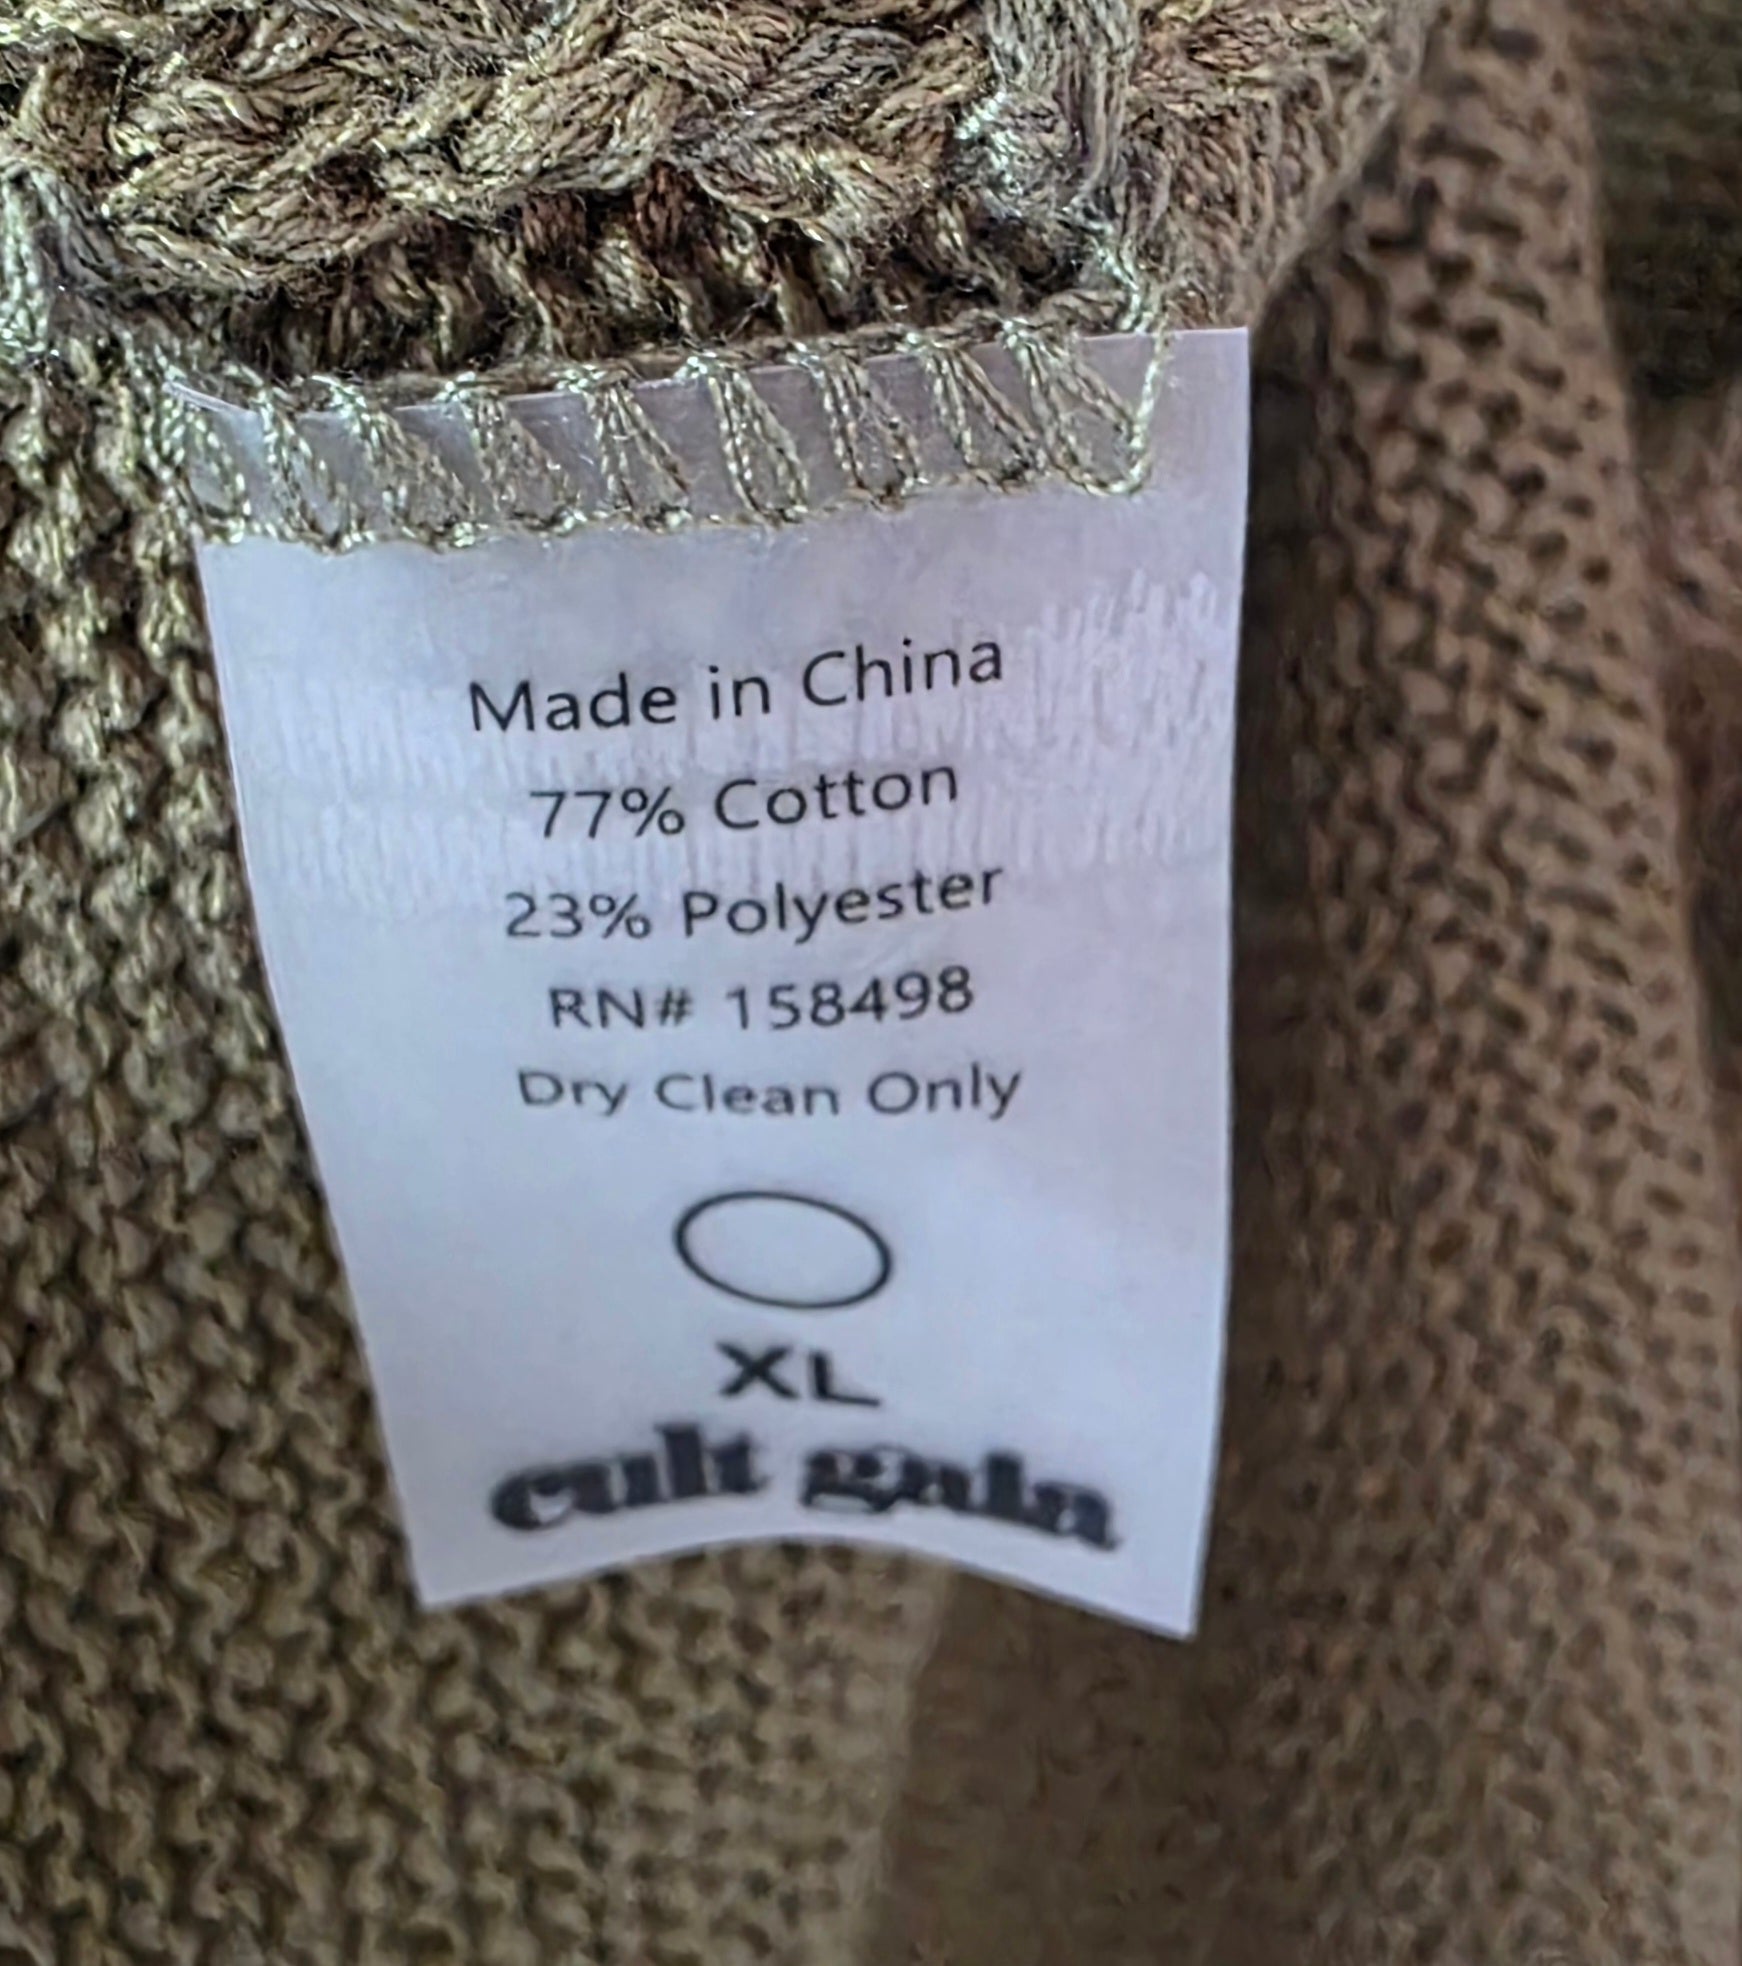 Made in China
77% Cotton
23% Polyester
RN# 158498
Dry Clean Only
XL
cult gaia